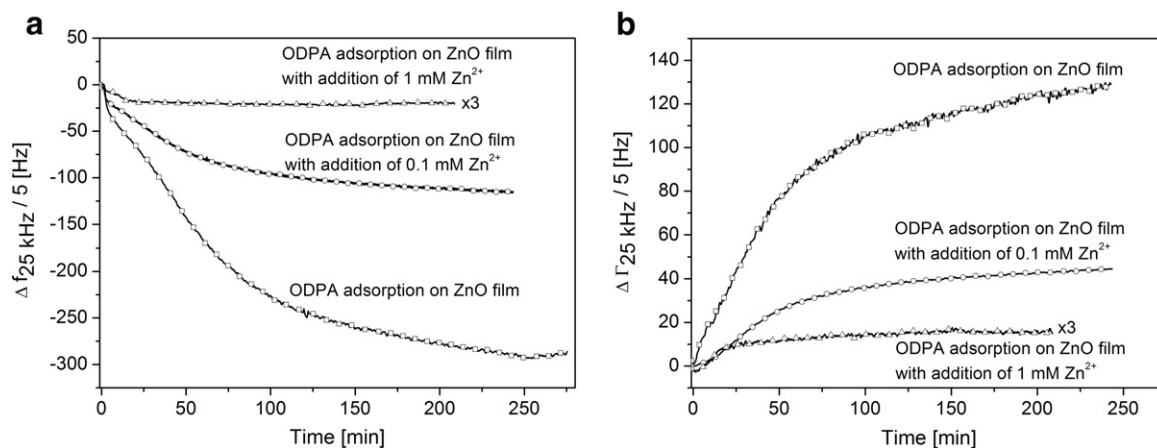 a
50
0
-50
-100
-150
-200
-250
-300
Δ f25 kHz / 5 [Hz]
ODPA adsorption on ZnO film
with addition of 1 mM Zn²⁺
x3
ODPA adsorption on ZnO film
with addition of 0.1 mM Zn²⁺
ODPA adsorption on ZnO film
0 50 100 150 200 250
Time [min]
b
140
120
100
80
60
40
20
0
Δ Γ25 kHz / 5 [Hz]
ODPA adsorption on ZnO film
ODPA adsorption on ZnO film
with addition of 0.1 mM Zn²⁺
x3
ODPA adsorption on ZnO film
with addition of 1 mM Zn²⁺
0 50 100 150 200 250
Time [min]